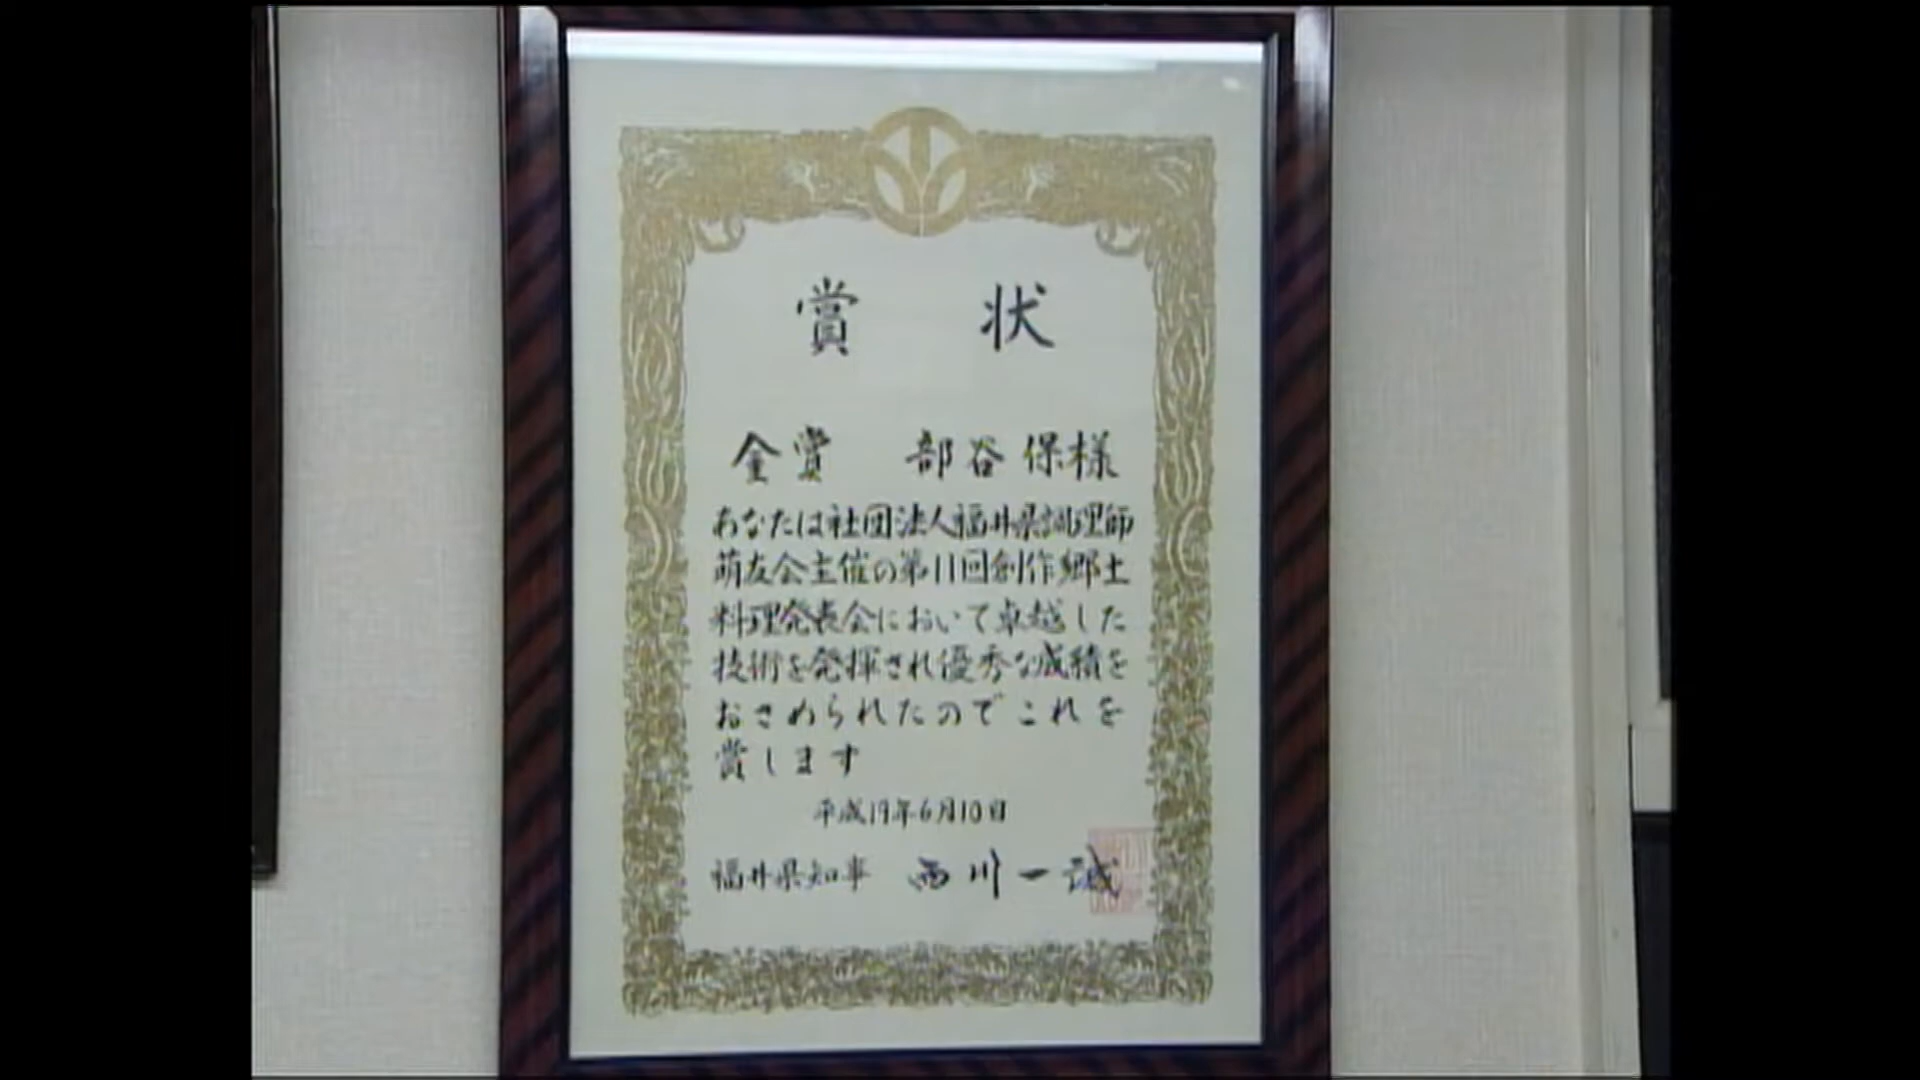 賞状
金賞 部谷保様
あなたは社団法人福井県調理師
萌友会主催の第11回創作郷土
料理発表会において卓越した
技術を発揮され優秀な成績を
おさめられたのでこれを
賞します
平成19年6月10日
福井県知事 西川一誠